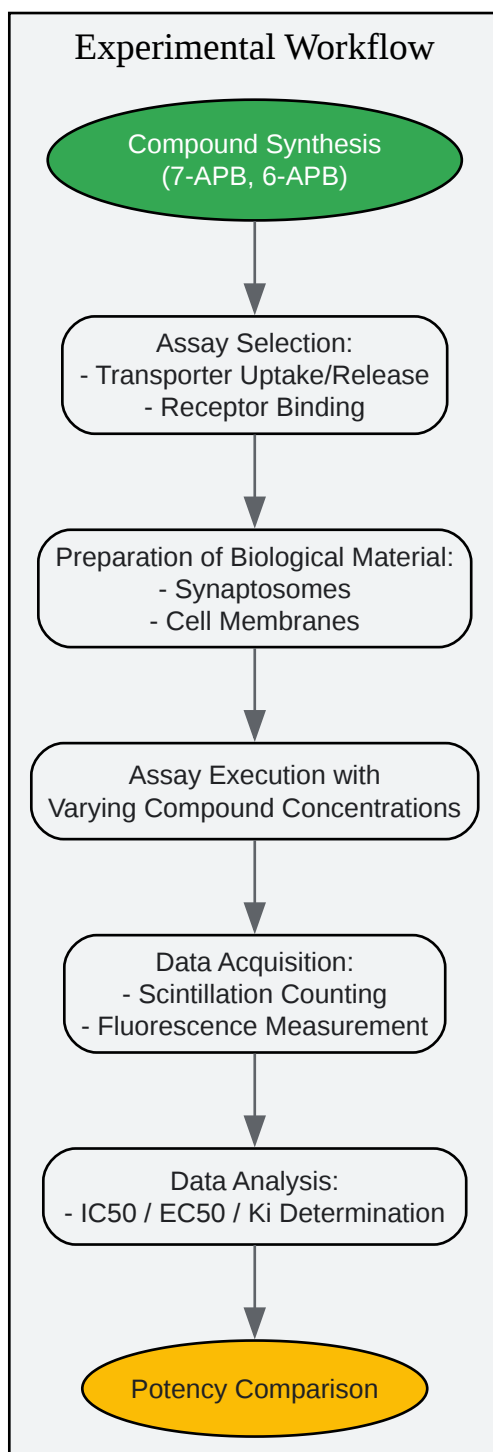 Experimental Workflow
Compound Synthesis
(7-APB, 6-APB)
Assay Selection:
- Transporter Uptake/Release
- Receptor Binding
Preparation of Biological Material:
- Synaptosomes
- Cell Membranes
Assay Execution with
Varying Compound Concentrations
Data Acquisition:
- Scintillation Counting
- Fluorescence Measurement
Data Analysis:
- IC50 / EC50 / Ki Determination
Potency Comparison